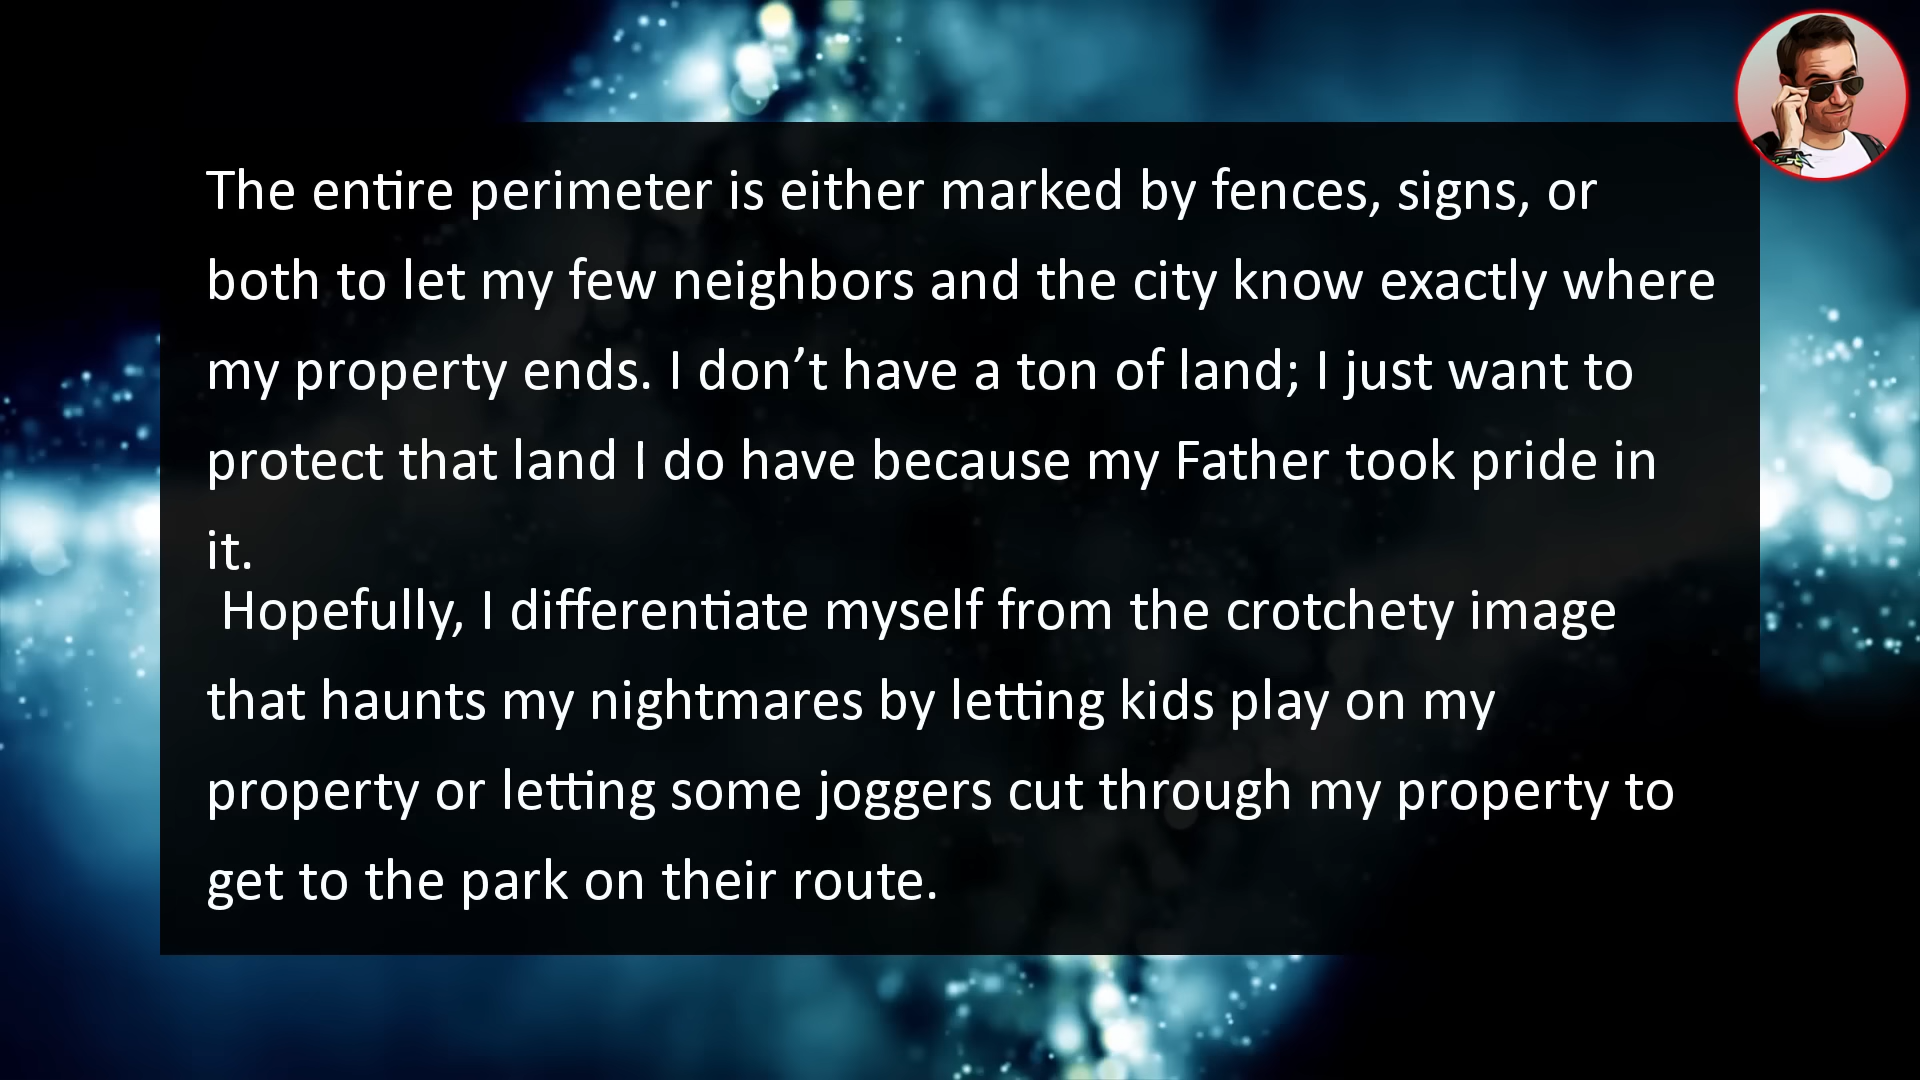 The entire perimeter is either marked by fences, signs, or
both to let my few neighbors and the city know exactly where
my property ends. I don’t have a ton of land; I just want to
protect that land I do have because my Father took pride in
it.
Hopefully, I differentiate myself from the crotchety image
that haunts my nightmares by letting kids play on my
property or letting some joggers cut through my property to
get to the park on their route.